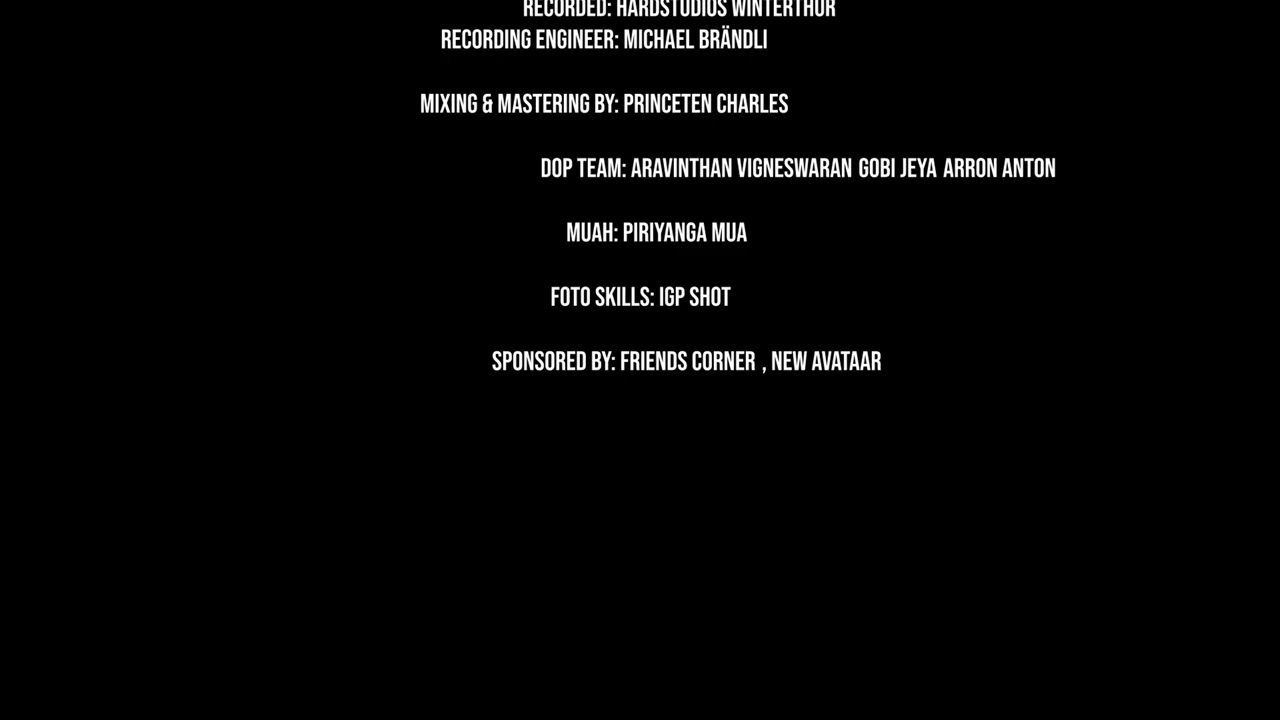 RECORDED: HARDSTUDIOS WINTERTHUR
RECORDING ENGINEER: MICHAEL BRÄNDLI
MIXING & MASTERING BY: PRINCETEN CHARLES
DOP TEAM: ARAVINTHAN VIGNESWARAN GOBI JEYA ARRON ANTON
MUAH: PIRIYANGA MUA
FOTO SKILLS: IGP SHOT
SPONSORED BY: FRIENDS CORNER , NEW AVATAAR